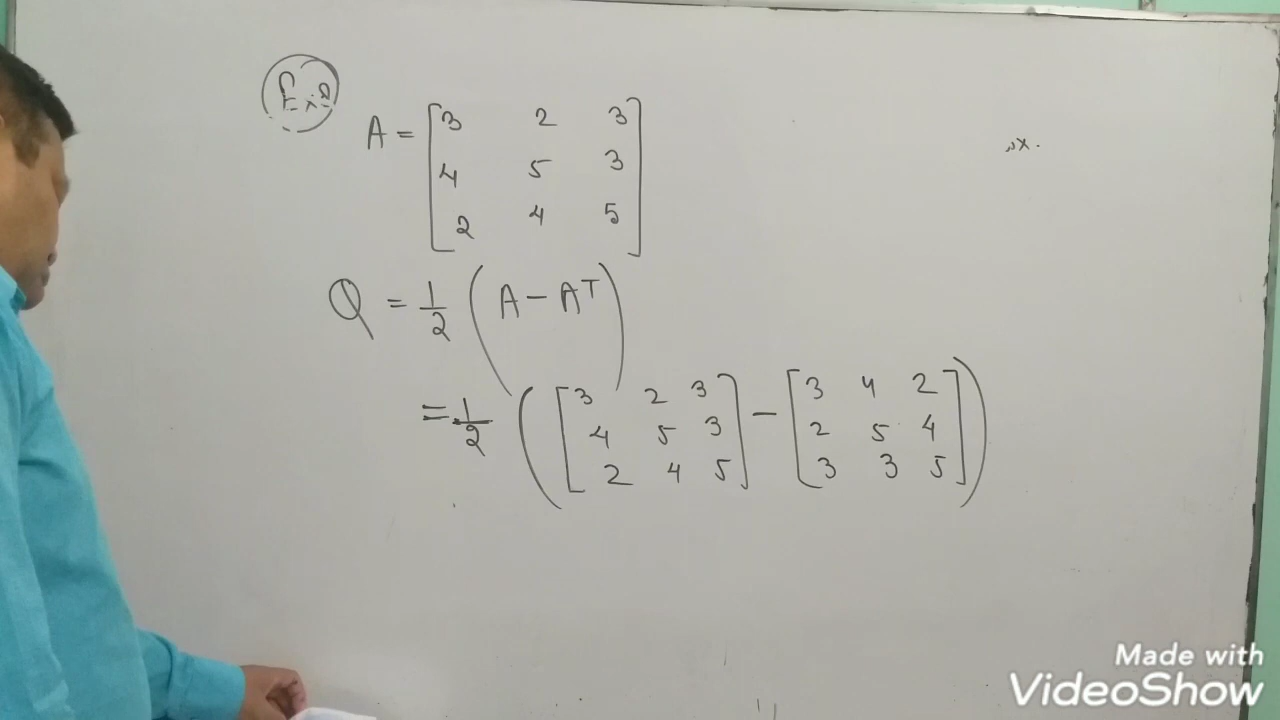 Ex.
A = [3 2 3
4 5 3
2 4 5]
Q = 1/2 (A - Aᵀ)
= 1/2 ([3 2 3
4 5 3
2 4 5] - [3 4 2
2 5 4
3 3 5])
Made with
VideoShow